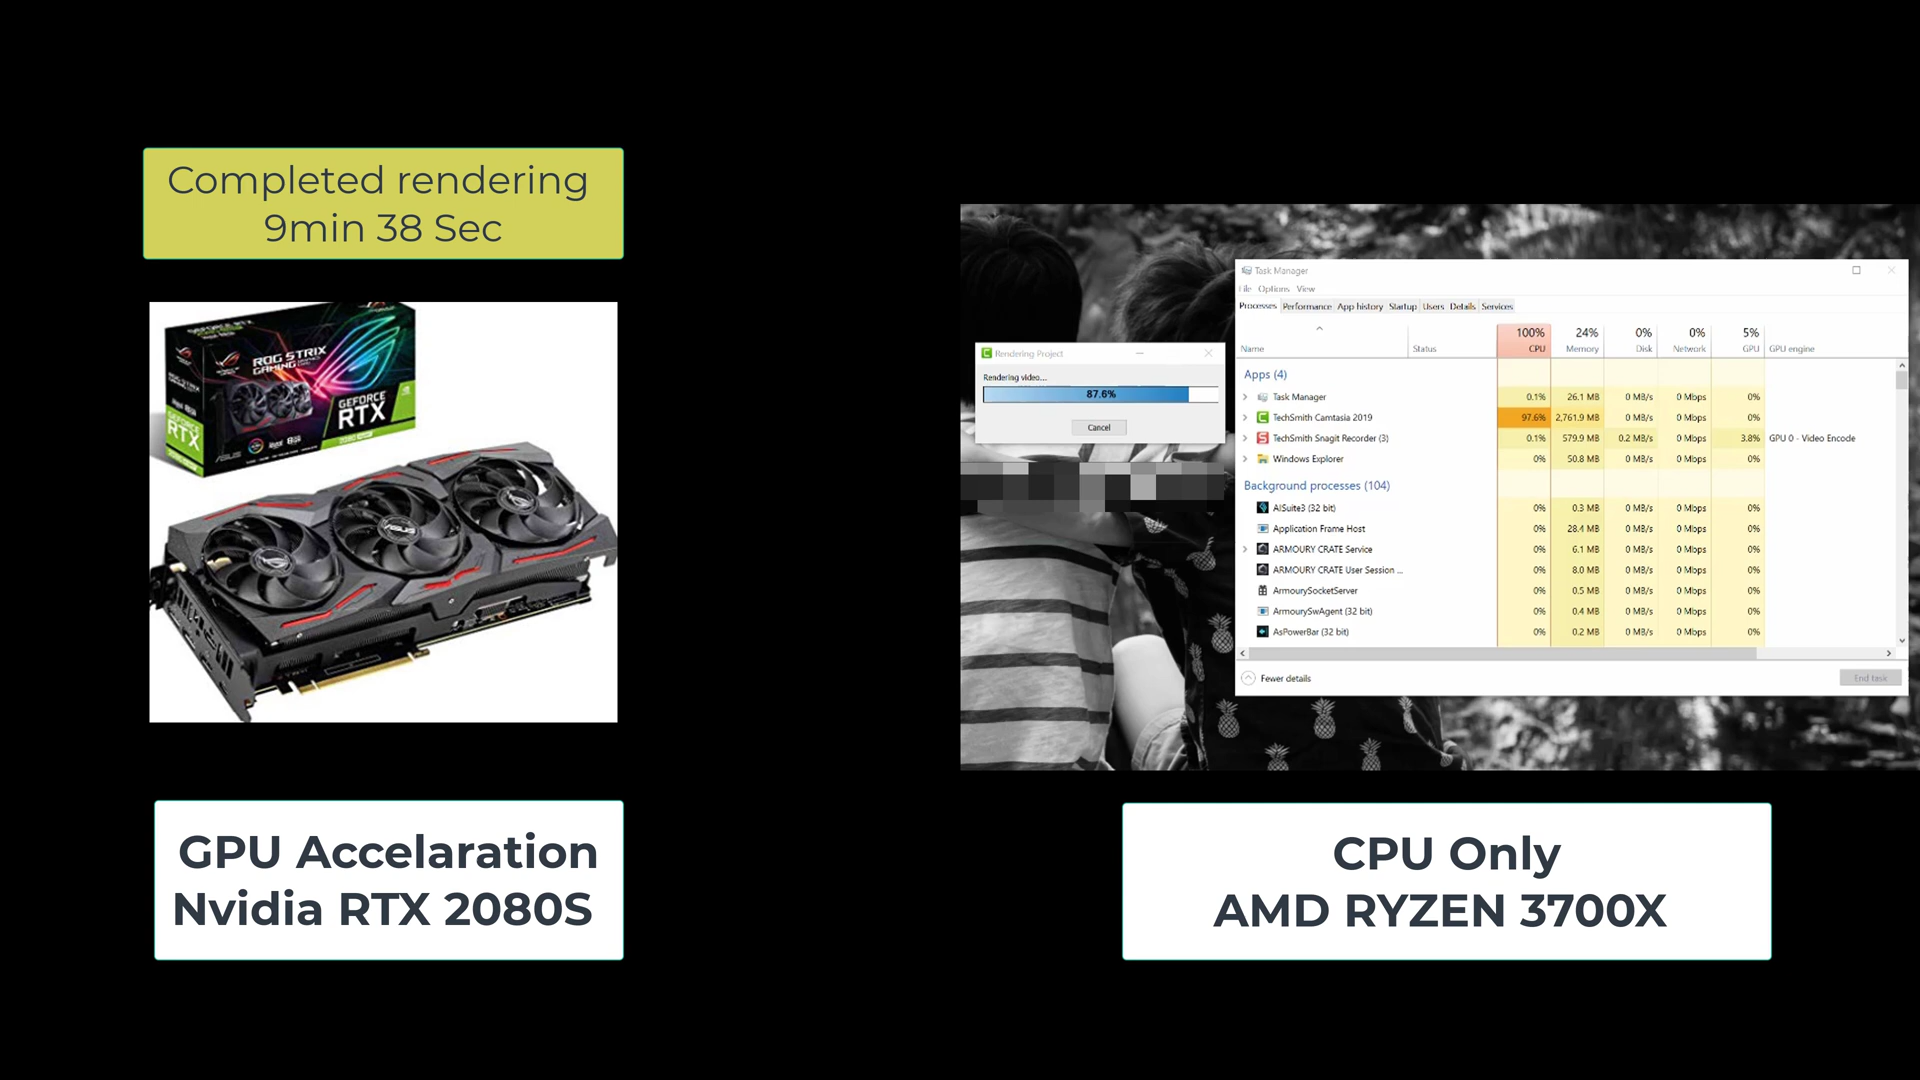 Completed rendering
9min 38 Sec
GEFORCE RTX
ROG STRIX
GAMING
GEFORCE
RTX
GEFORCE
RTX
8GB
ASUS
GPU Accelaration
Nvidia RTX 2080S
Rendering Project
Rendering video...
87.6%
Cancel
Task Manager
File Options View
Processes Performance App history Startup Users Details Services
100% 24% 0% 0% 5%
Name Status CPU Memory Disk Network GPU GPU engine
Apps (4)
Task Manager 0.1% 26.1 MB 0 MB/s 0 Mbps 0%
TechSmith Camtasia 2019 97.6% 2,761.9 MB 0 MB/s 0 Mbps 0%
TechSmith Snagit Recorder (3) 0.1% 579.9 MB 0.2 MB/s 0 Mbps 3.8% GPU 0 - Video Encode
Windows Explorer 0% 50.8 MB 0 MB/s 0 Mbps 0%
Background processes (104)
AISuite3 (32 bit) 0% 0.3 MB 0 MB/s 0 Mbps 0%
Application Frame Host 0% 28.4 MB 0 MB/s 0 Mbps 0%
ARMOURY CRATE Service 0% 6.1 MB 0 MB/s 0 Mbps 0%
ARMOURY CRATE User Session ... 0% 8.0 MB 0 MB/s 0 Mbps 0%
ArmourySocketServer 0% 0.5 MB 0 MB/s 0 Mbps 0%
ArmourySwAgent (32 bit) 0% 0.4 MB 0 MB/s 0 Mbps 0%
AsPowerBar (32 bit) 0% 0.2 MB 0 MB/s 0 Mbps 0%
Fewer details
End task
CPU Only
AMD RYZEN 3700X